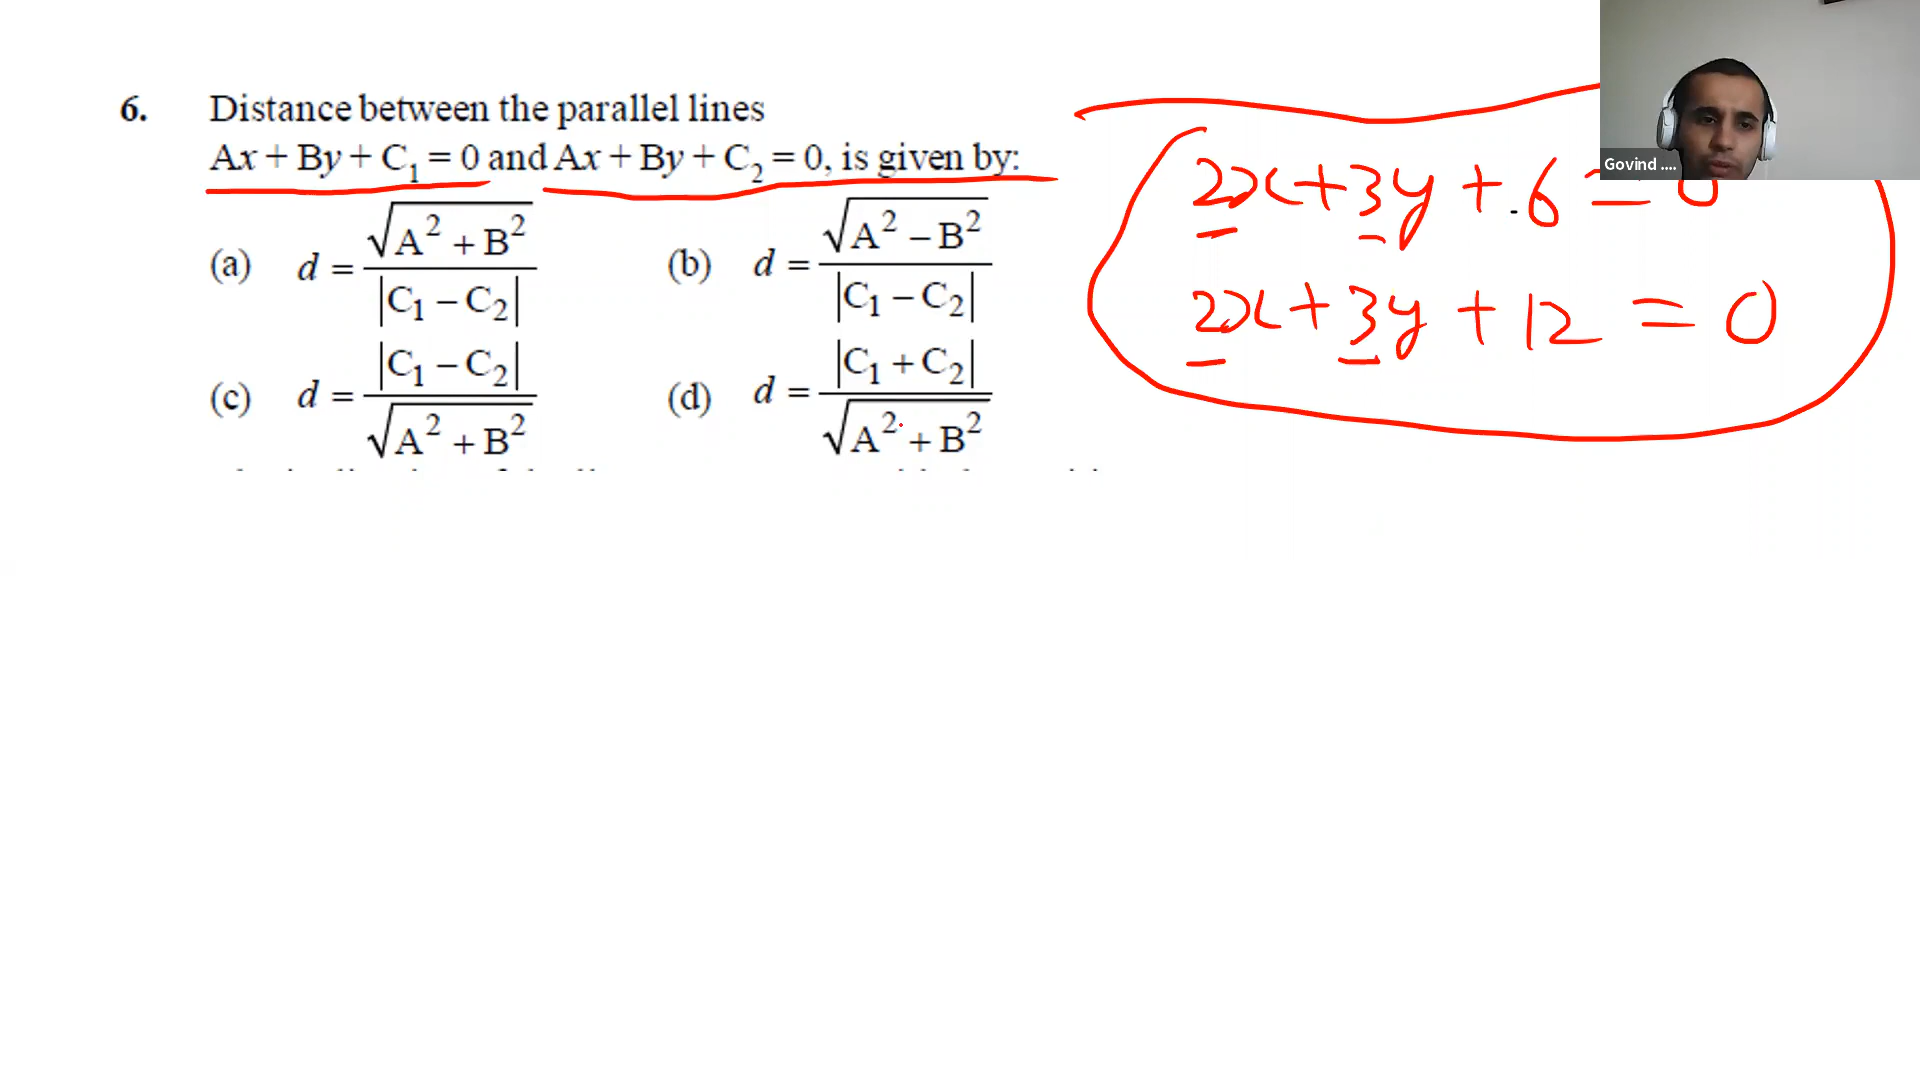 6. Distance between the parallel lines
Ax + By + C₁ = 0 and Ax + By + C₂ = 0, is given by:
(a) d = √(A² + B²) / |C₁ − C₂|
(b) d = √(A² − B²) / |C₁ − C₂|
(c) d = |C₁ − C₂| / √(A² + B²)
(d) d = |C₁ + C₂| / √(A² + B²)
2x + 3y + 6 = 0
2x + 3y + 12 = 0
Govind ....